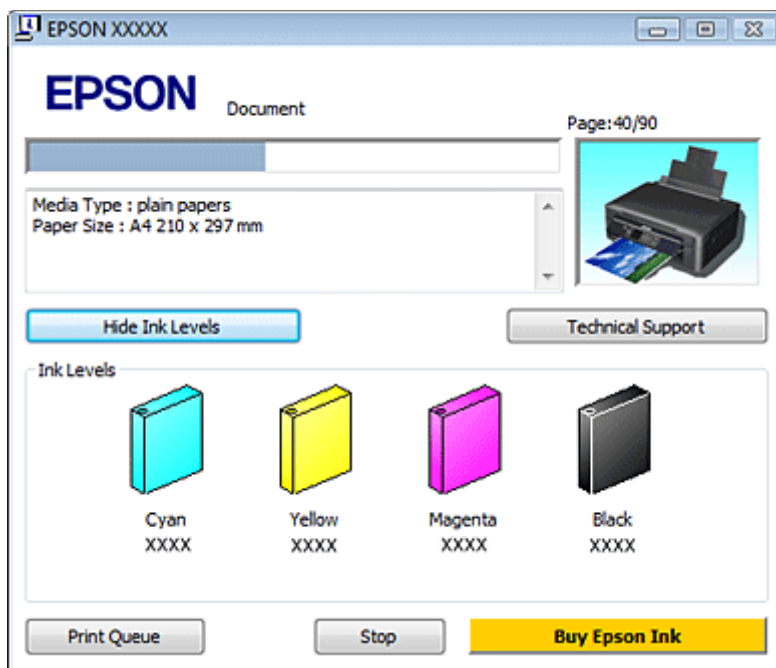 EPSON XXXXX
EPSON
Document
Page:40/90
Media Type : plain papers
Paper Size : A4 210 x 297 mm
Hide Ink Levels
Technical Support
Ink Levels
Cyan Yellow Magenta Black
XXXX XXXX XXXX XXXX
Print Queue Stop Buy Epson Ink